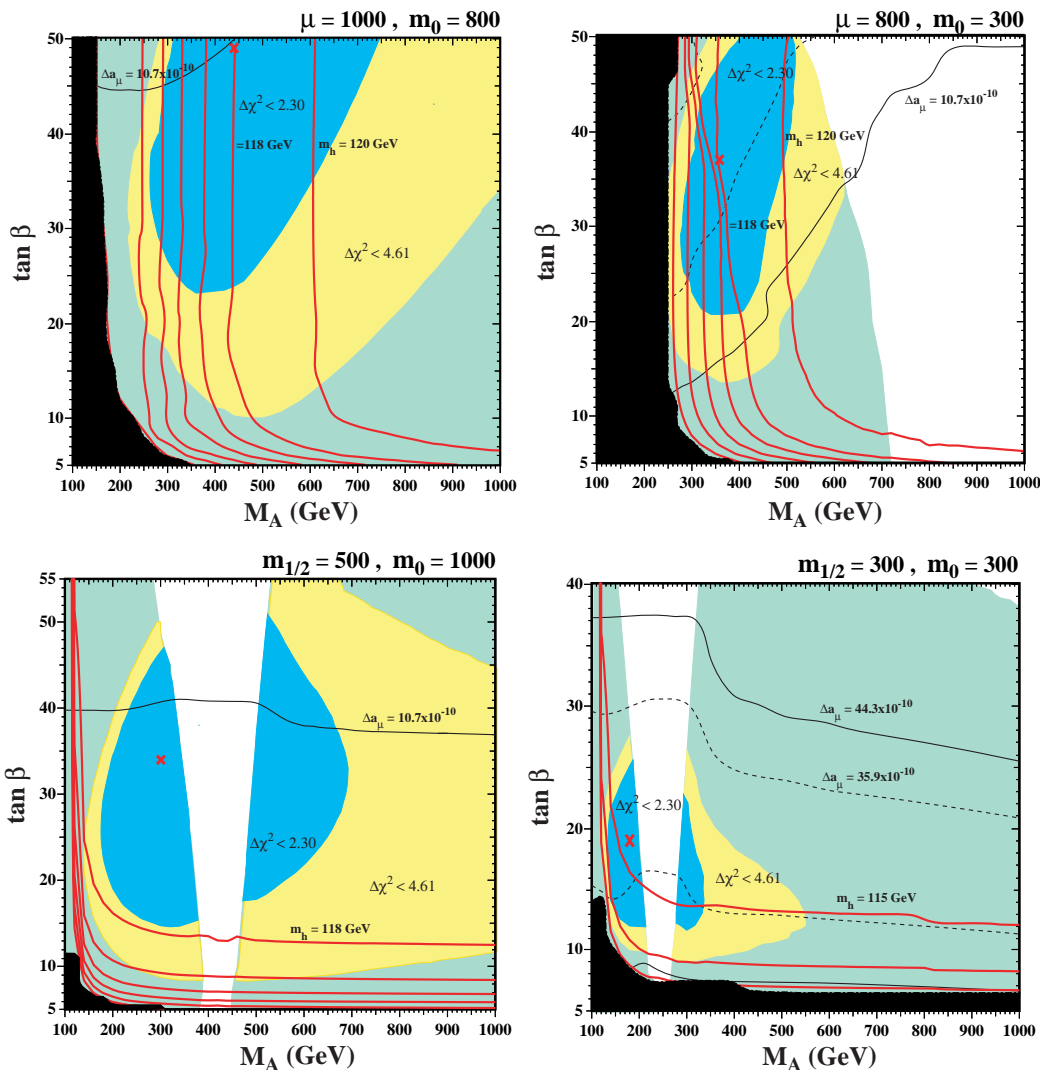 μ = 1000 , m0 = 800
50
40
30
20
10
5
tan β
Δaμ = 10.7x10-10
Δχ2 < 2.30
=118 GeV
mh = 120 GeV
Δχ2 < 4.61
100 200 300 400 500 600 700 800 900 1000
MA (GeV)
μ = 800 , m0 = 300
50
40
30
20
10
5
tan β
Δχ2 < 2.30
Δaμ = 10.7x10-10
mh = 120 GeV
Δχ2 < 4.61
=118 GeV
100 200 300 400 500 600 700 800 900 1000
MA (GeV)
m1/2 = 500 , m0 = 1000
55
50
40
30
20
10
5
tan β
Δaμ = 10.7x10-10
Δχ2 < 2.30
Δχ2 < 4.61
mh = 118 GeV
100 200 300 400 500 600 700 800 900 1000
MA (GeV)
m1/2 = 300 , m0 = 300
40
30
20
10
5
tan β
Δaμ = 44.3x10-10
Δaμ = 35.9x10-10
Δχ2 < 2.30
Δχ2 < 4.61
mh = 115 GeV
100 200 300 400 500 600 700 800 900 1000
MA (GeV)